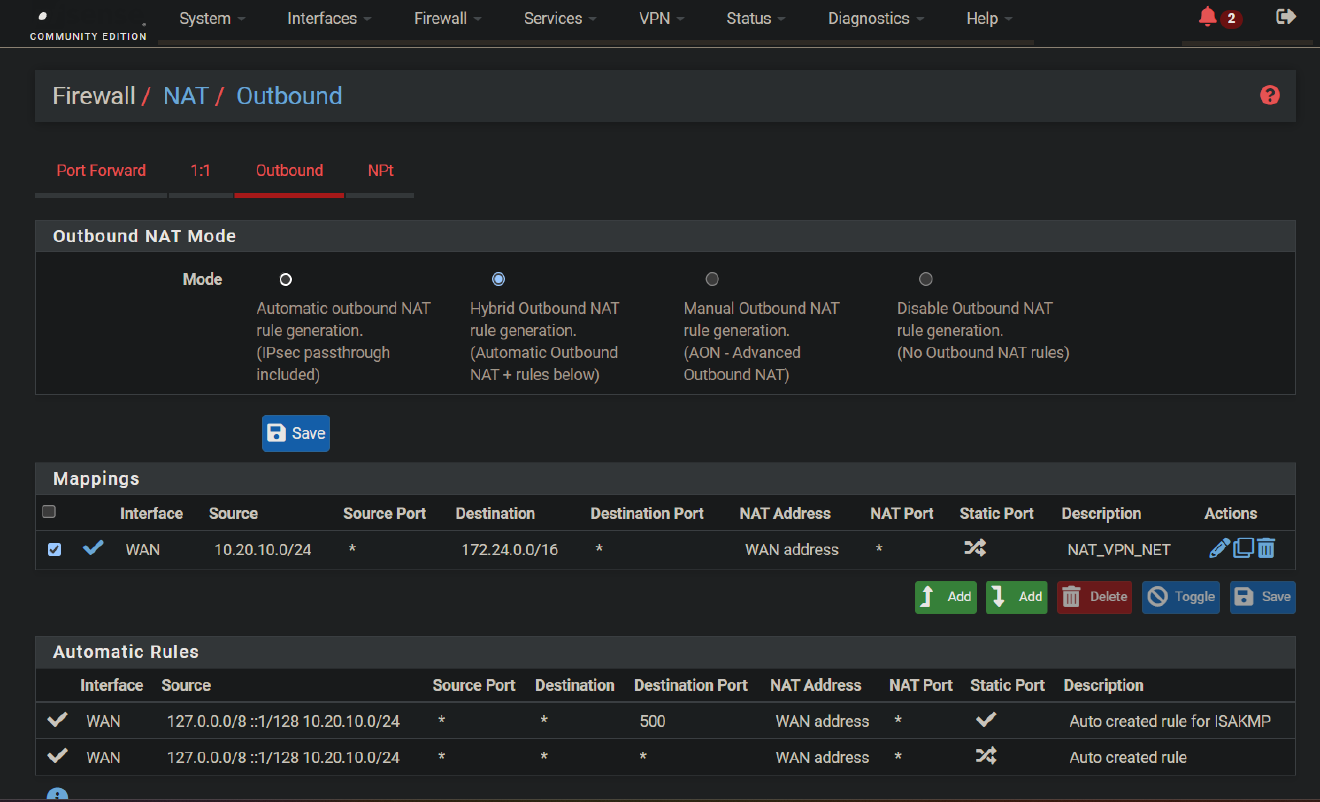 System Interfaces Firewall Services VPN Status Diagnostics Help 2
COMMUNITY EDITION
Firewall / NAT / Outbound ?
Port Forward 1:1 Outbound NPt
Outbound NAT Mode
Mode
Automatic outbound NAT
rule generation.
(IPsec passthrough
included)
Hybrid Outbound NAT
rule generation.
(Automatic Outbound
NAT + rules below)
Manual Outbound NAT
rule generation.
(AON - Advanced
Outbound NAT)
Disable Outbound NAT
rule generation.
(No Outbound NAT rules)
Save
Mappings
Interface Source Source Port Destination Destination Port NAT Address NAT Port Static Port Description Actions
WAN 10.20.10.0/24 * 172.24.0.0/16 * WAN address * NAT_VPN_NET
Add Add Delete Toggle Save
Automatic Rules
Interface Source Source Port Destination Destination Port NAT Address NAT Port Static Port Description
WAN 127.0.0.0/8 ::1/128 10.20.10.0/24 * * 500 WAN address * Auto created rule for ISAKMP
WAN 127.0.0.0/8 ::1/128 10.20.10.0/24 * * * WAN address * Auto created rule